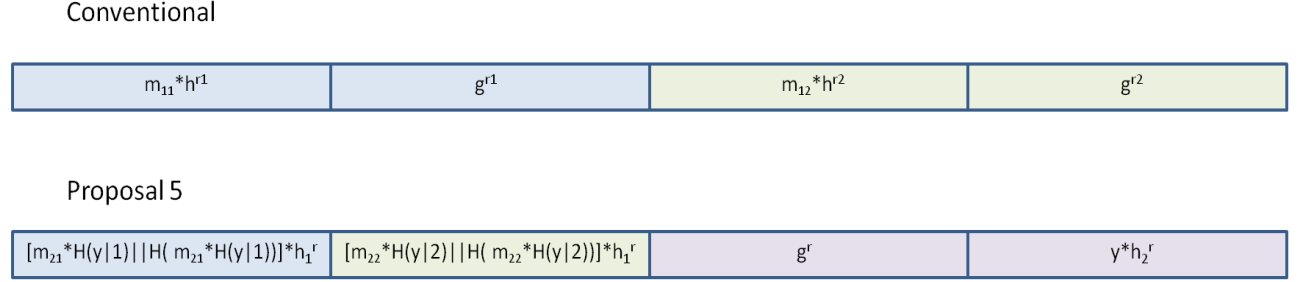 Conventional
m₁₁*hʳ¹ gʳ¹ m₁₂*hʳ² gʳ²
Proposal 5
[m₂₁*H(y|1)||H( m₂₁*H(y|1))]*h₁ʳ [m₂₂*H(y|2)||H( m₂₂*H(y|2))]*h₁ʳ gʳ y*h₂ʳ